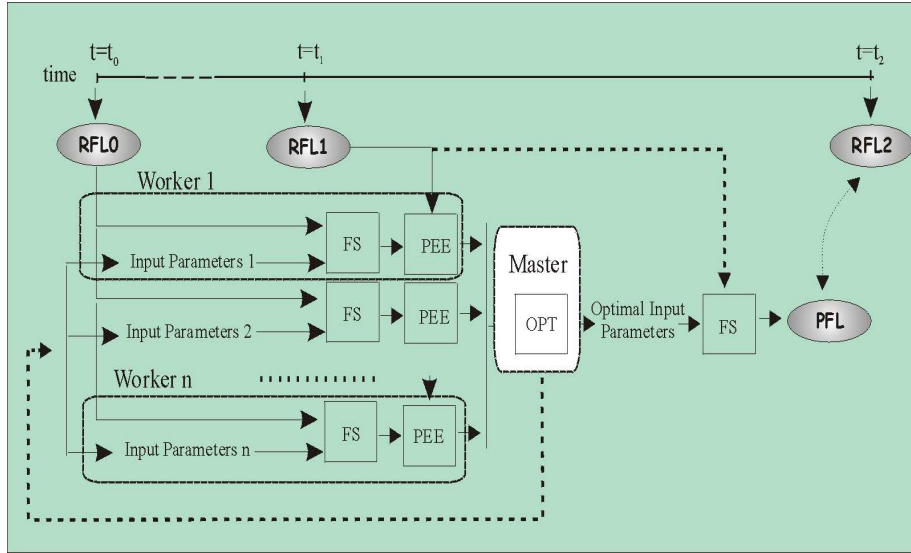 t=t0
t=t1
t=t2
time
RFL0
RFL1
RFL2
Worker 1
FS
PEE
Input Parameters 1
Master
FS
PEE
Input Parameters 2
OPT
Optimal Input
Parameters
FS
PFL
Worker n
FS
PEE
Input Parameters n